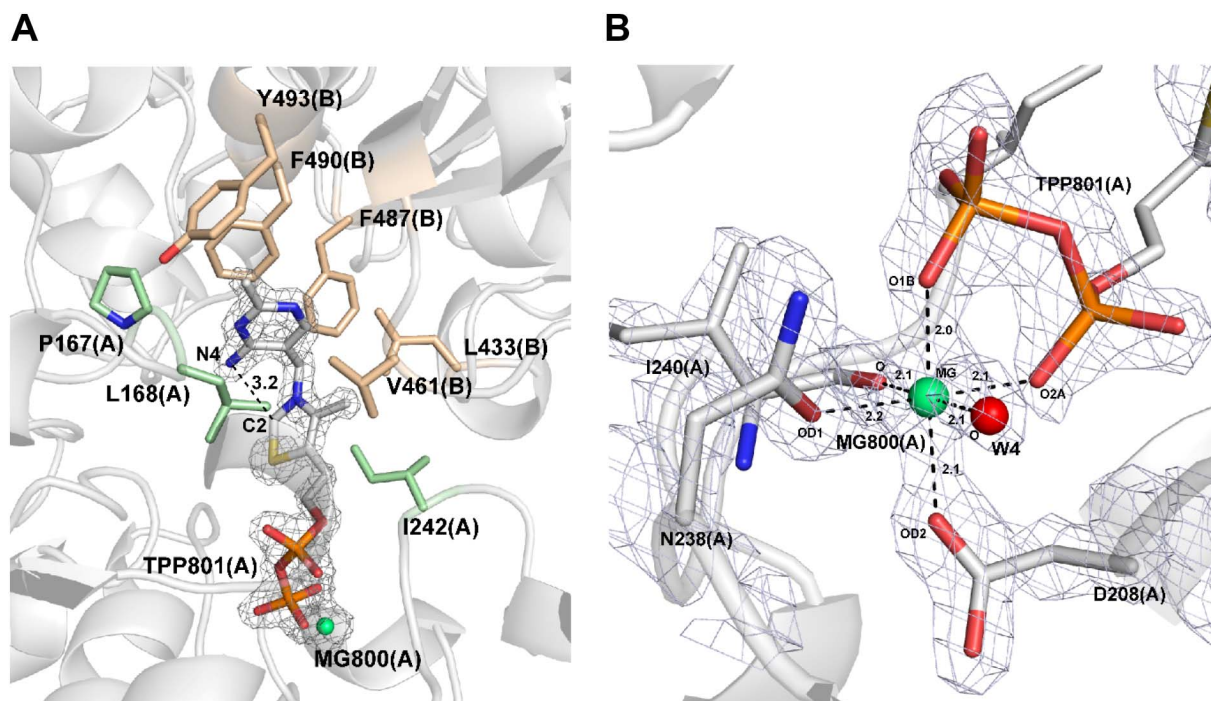 A
Y493(B)
F490(B)
F487(B)
P167(A)
N4
L433(B)
3.2
L168(A)
V461(B)
C2
I242(A)
TPP801(A)
MG800(A)
B
TPP801(A)
O1B
2.0
I240(A)
O
2.1
MG
2.1
O2A
OD1
2.2
2.1
O
MG800(A)
W4
2.1
N238(A)
OD2
D208(A)